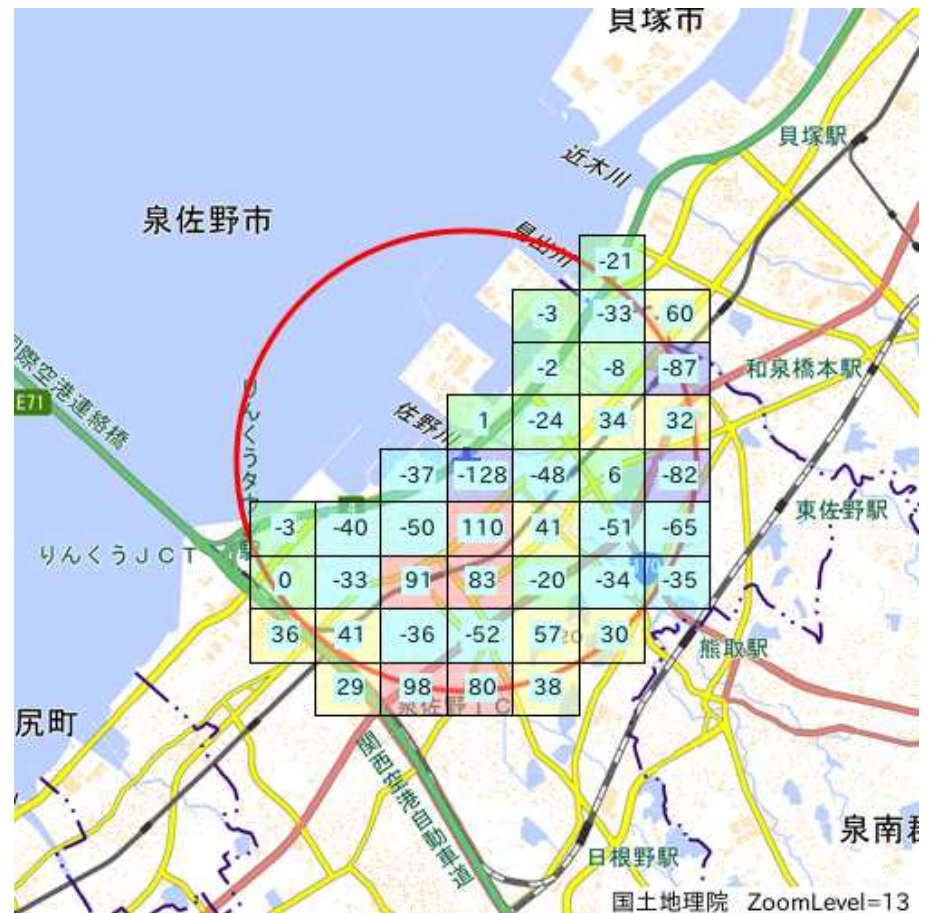 貝塚市
近木川
貝塚駅
泉佐野市
見出川
-21
-3 -33 60
国際空港連絡橋
-2 -8 -87
和泉橋本駅
E71
りんくうタ
佐野川
1 -24 34 32
-37 -128 -48 6 -82
東佐野駅
-3 -40 -50 110 41 -51 -65
りんくうJCT
駅
0 -33 91 83 -20 -34 -35
36 41 -36 -52 57 30
熊取駅
29 98 80 38
泉佐野IC
尻町
関西空港自動車道
泉南郡
日根野駅
国土地理院 ZoomLevel=13